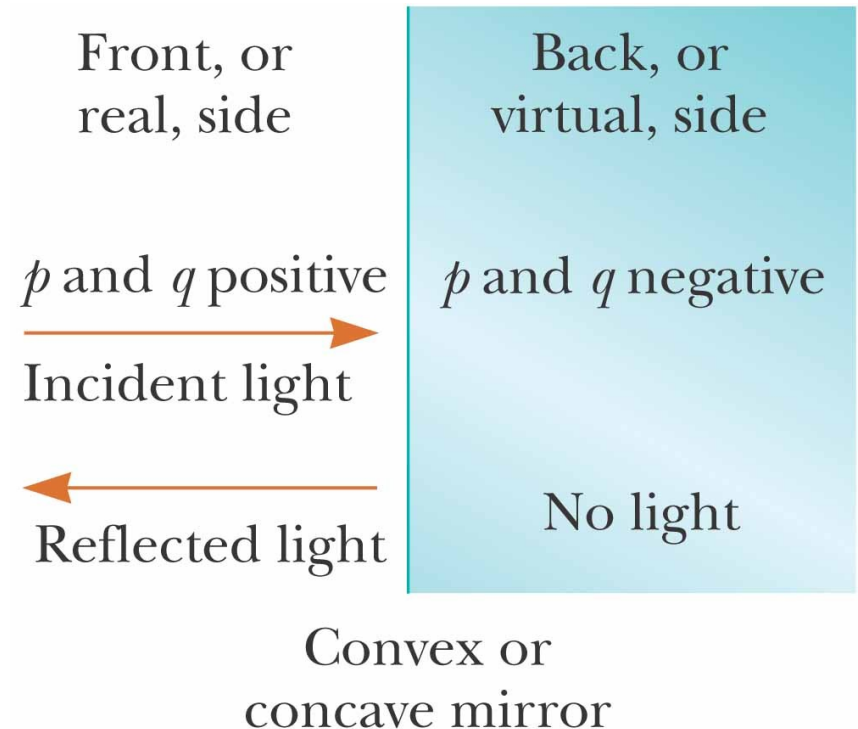 Front, or
real, side
Back, or
virtual, side
p and q positive
p and q negative
Incident light
Reflected light
No light
Convex or
concave mirror